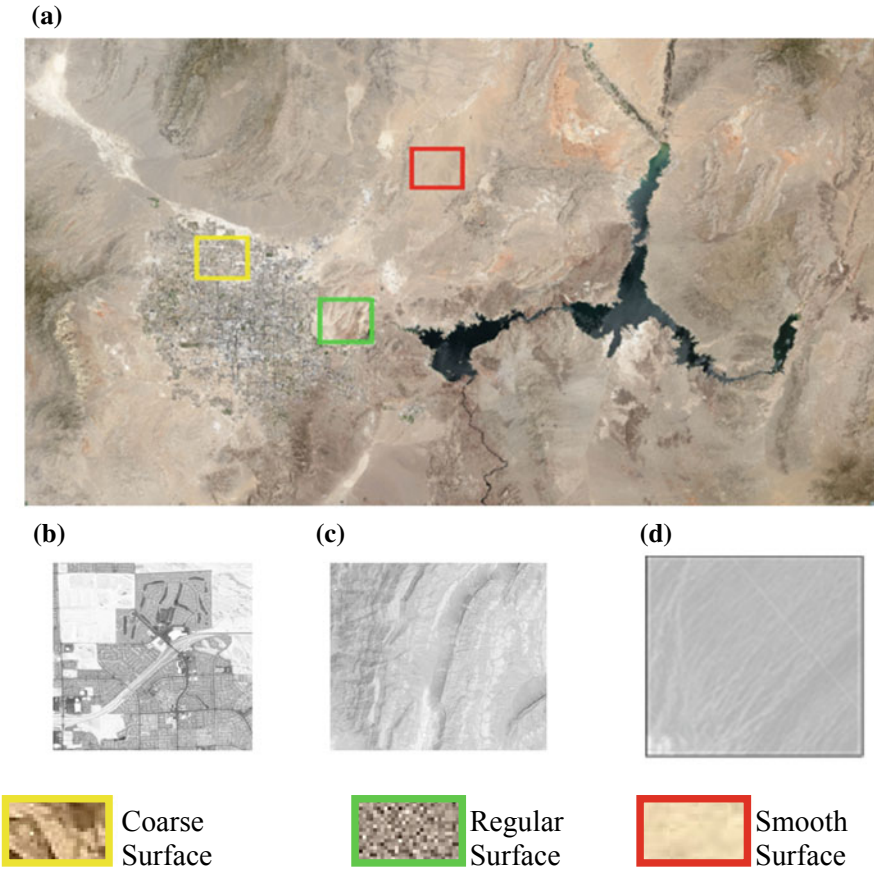 (a)
(b)
(c)
(d)
Coarse
Surface
Regular
Surface
Smooth
Surface